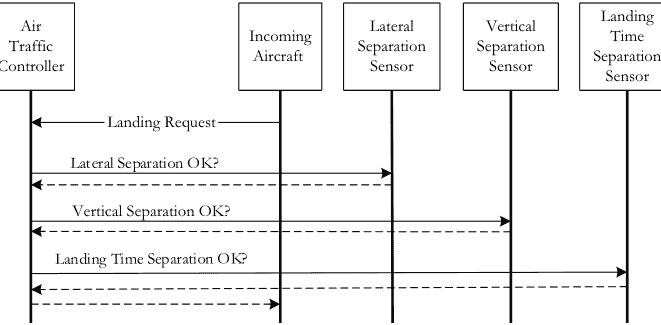 Air
Traffic
Controller
Incoming
Aircraft
Lateral
Separation
Sensor
Vertical
Separation
Sensor
Landing
Time
Separation
Sensor
Landing Request
Lateral Separation OK?
Vertical Separation OK?
Landing Time Separation OK?